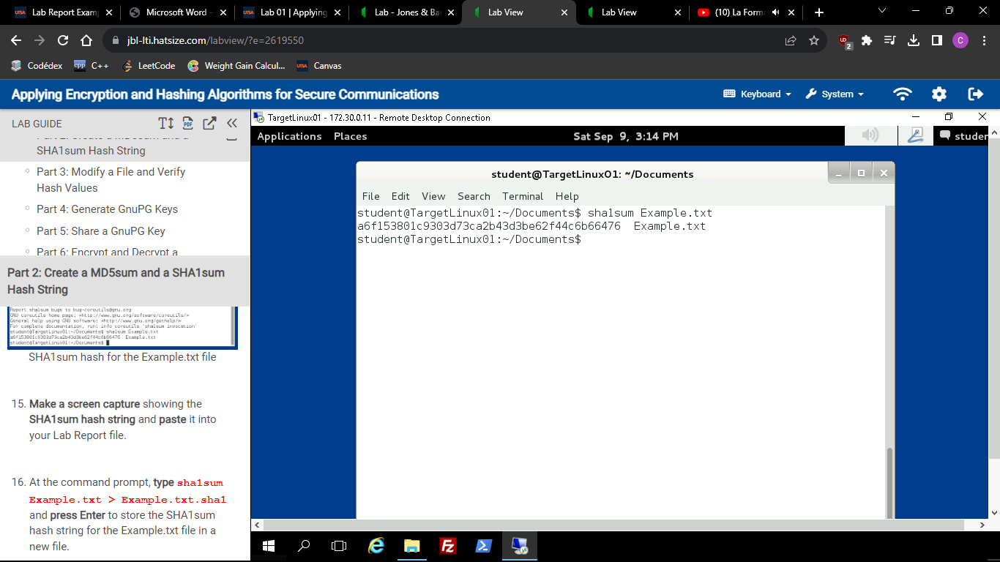 Lab Report Examp
Microsoft Word -
Lab 01 | Applying
Lab - Jones & Ba
Lab View
Lab View
(10) La Forma
jbl-lti.hatsize.com/labview/?e=2619550
2
C
Codédex
cpp C++
LeetCode
Weight Gain Calcul...
UTSA Canvas
Applying Encryption and Hashing Algorithms for Secure Communications
Keyboard
System
LAB GUIDE
PDF
SHA1sum Hash String
Part 3: Modify a File and Verify
Hash Values
Part 4: Generate GnuPG Keys
Part 5: Share a GnuPG Key
Part 6: Encrypt and Decrypt a
Part 2: Create a MD5sum and a SHA1sum
Hash String
Report sha1sum bugs to bug-coreutils@gnu.org
GNU coreutils home page: <http://www.gnu.org/software/coreutils/>
General help using GNU software: <http://www.gnu.org/gethelp/>
For complete documentation, run: info coreutils 'sha1sum invocation'
student@TargetLinux01:~/Documents$ sha1sum Example.txt
a6f153801c9303d73ca2b43d3be62f44c6b66476  Example.txt
student@TargetLinux01:~/Documents$
SHA1sum hash for the Example.txt file
15. Make a screen capture showing the
SHA1sum hash string and paste it into
your Lab Report file.
16. At the command prompt, type sha1sum
Example.txt > Example.txt.sha1
and press Enter to store the SHA1sum
hash string for the Example.txt file in a
new file.
TargetLinux01 - 172.30.0.11 - Remote Desktop Connection
Applications Places
Sat Sep 9, 3:14 PM
studer
student@TargetLinux01: ~/Documents
File Edit View Search Terminal Help
student@TargetLinux01:~/Documents$ sha1sum Example.txt
a6f153801c9303d73ca2b43d3be62f44c6b66476  Example.txt
student@TargetLinux01:~/Documents$